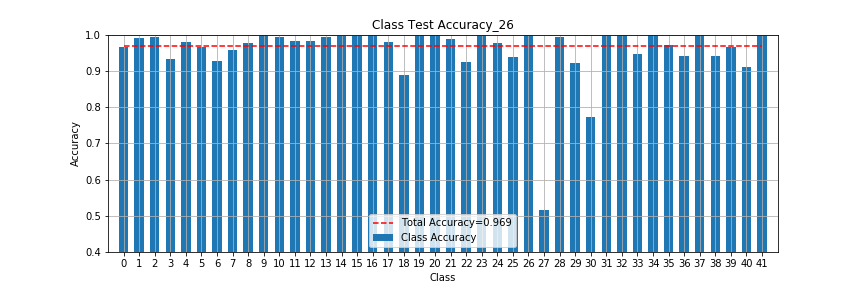 Class Test Accuracy_26
1.0
0.9
0.8
0.7
0.6
0.5
0.4
Accuracy
Total Accuracy=0.969
Class Accuracy
0 1 2 3 4 5 6 7 8 9 10 11 12 13 14 15 16 17 18 19 20 21 22 23 24 25 26 27 28 29 30 31 32 33 34 35 36 37 38 39 40 41
Class